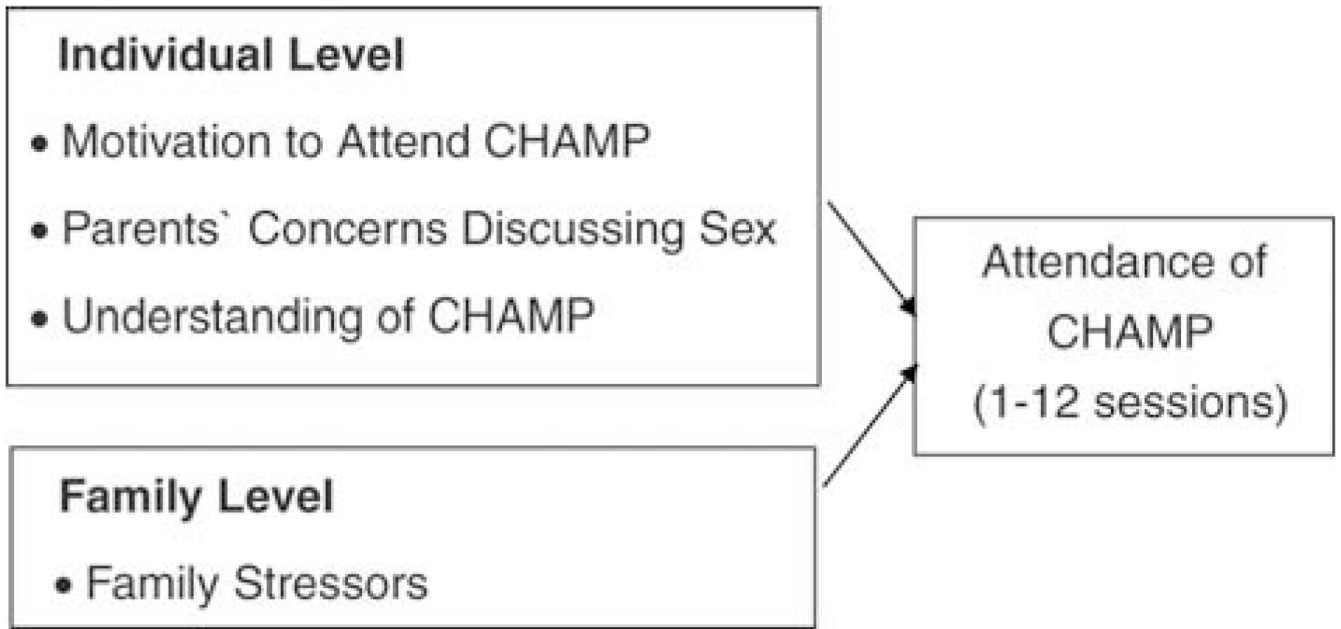 Individual Level
• Motivation to Attend CHAMP
• Parents` Concerns Discussing Sex
• Understanding of CHAMP
Family Level
• Family Stressors
Attendance of
CHAMP
(1-12 sessions)